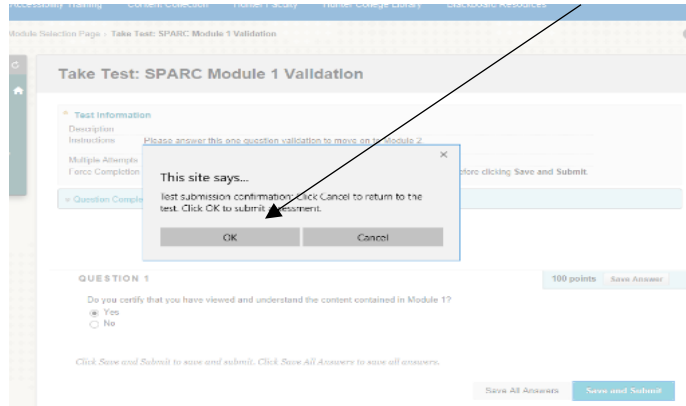 Accessibility Training Content Collection Hunter Faculty Hunter College Library Blackboard Resources
Module Selection Page Take Test: SPARC Module 1 Validation
Take Test: SPARC Module 1 Validation
Test Information
Description
Instructions Please answer this one question validation to move on to Module 2.
Multiple Attempts
Force Completion before clicking Save and Submit.
Question Comple
This site says...
Test submission confirmation: Click Cancel to return to the
test. Click OK to submit assessment.
OK Cancel
QUESTION 1 100 points Save Answer
Do you certify that you have viewed and understand the content contained in Module 1?
Yes
No
Click Save and Submit to save and submit. Click Save All Answers to save all answers.
Save All Answers Save and Submit